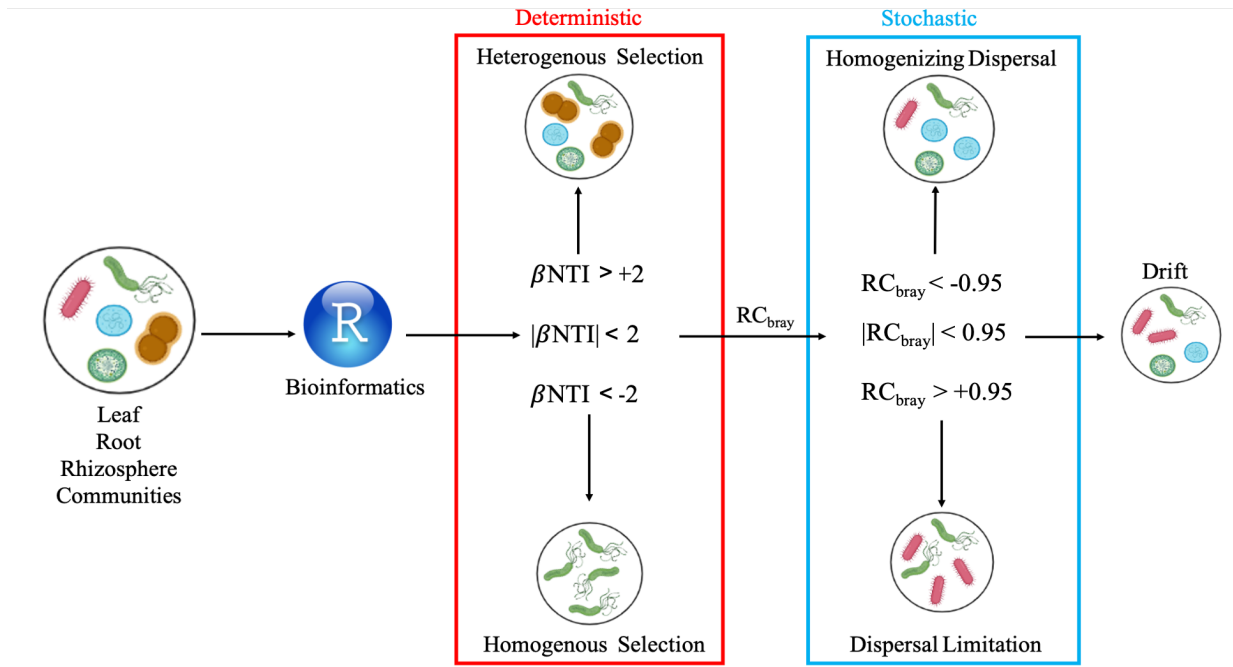 Deterministic
Stochastic
Heterogenous Selection
Homogenizing Dispersal
βNTI > +2
|βNTI| < 2
βNTI < -2
RCbray
RCbray < -0.95
|RCbray| < 0.95
RCbray > +0.95
Drift
R
Bioinformatics
Leaf
Root
Rhizosphere
Communities
Homogenous Selection
Dispersal Limitation